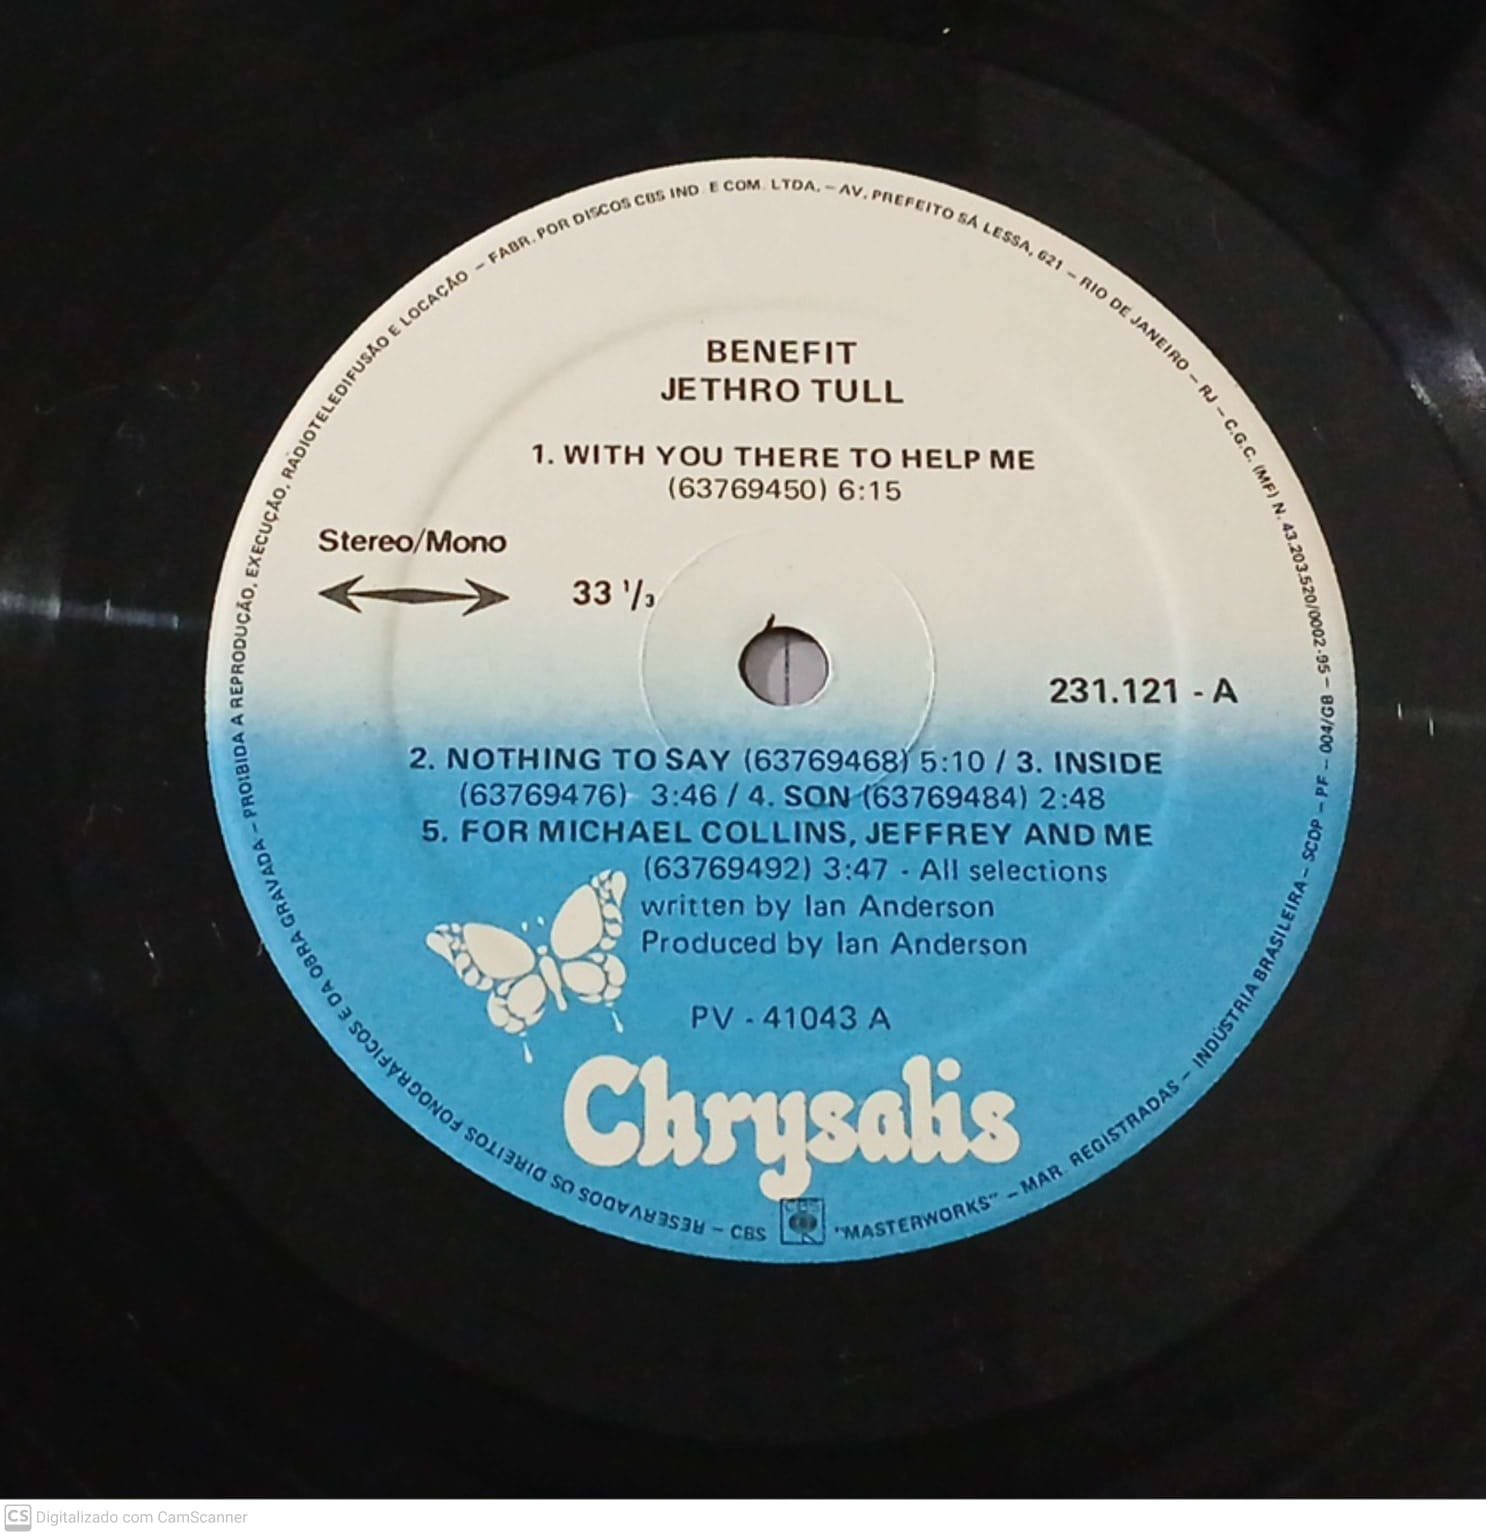 BENEFIT
JETHRO TULL
1. WITH YOU THERE TO HELP ME
(63769450) 6:15
Stereo/Mono
33 1/3
231.121 - A
2. NOTHING TO SAY (63769468) 5:10 / 3. INSIDE
(63769476) 3:46 / 4. SON (63769484) 2:48
5. FOR MICHAEL COLLINS, JEFFREY AND ME
(63769492) 3:47 - All selections
written by Ian Anderson
Produced by Ian Anderson
PV - 41043 A
Chrysalis
CBS
"MASTERWORKS" – MAR. REGISTRADAS – INDÚSTRIA BRASILEIRA – SCDP – PF – 004/GB
CBS – RESERVADOS OS DIREITOS FONOGRÁFICOS E DA OBRA GRAVADA – PROIBIDA A REPRODUÇÃO, EXECUÇÃO, RADIOTELEDIFUSÃO E LOCAÇÃO – FABR. POR DISCOS CBS IND. E COM. LTDA. – AV. PREFEITO SÁ LESSA, 621 – RIO DE JANEIRO – RJ – C.G.C. (MF) N. 43.203.520/0002-95 –
CS Digitalizado com CamScanner